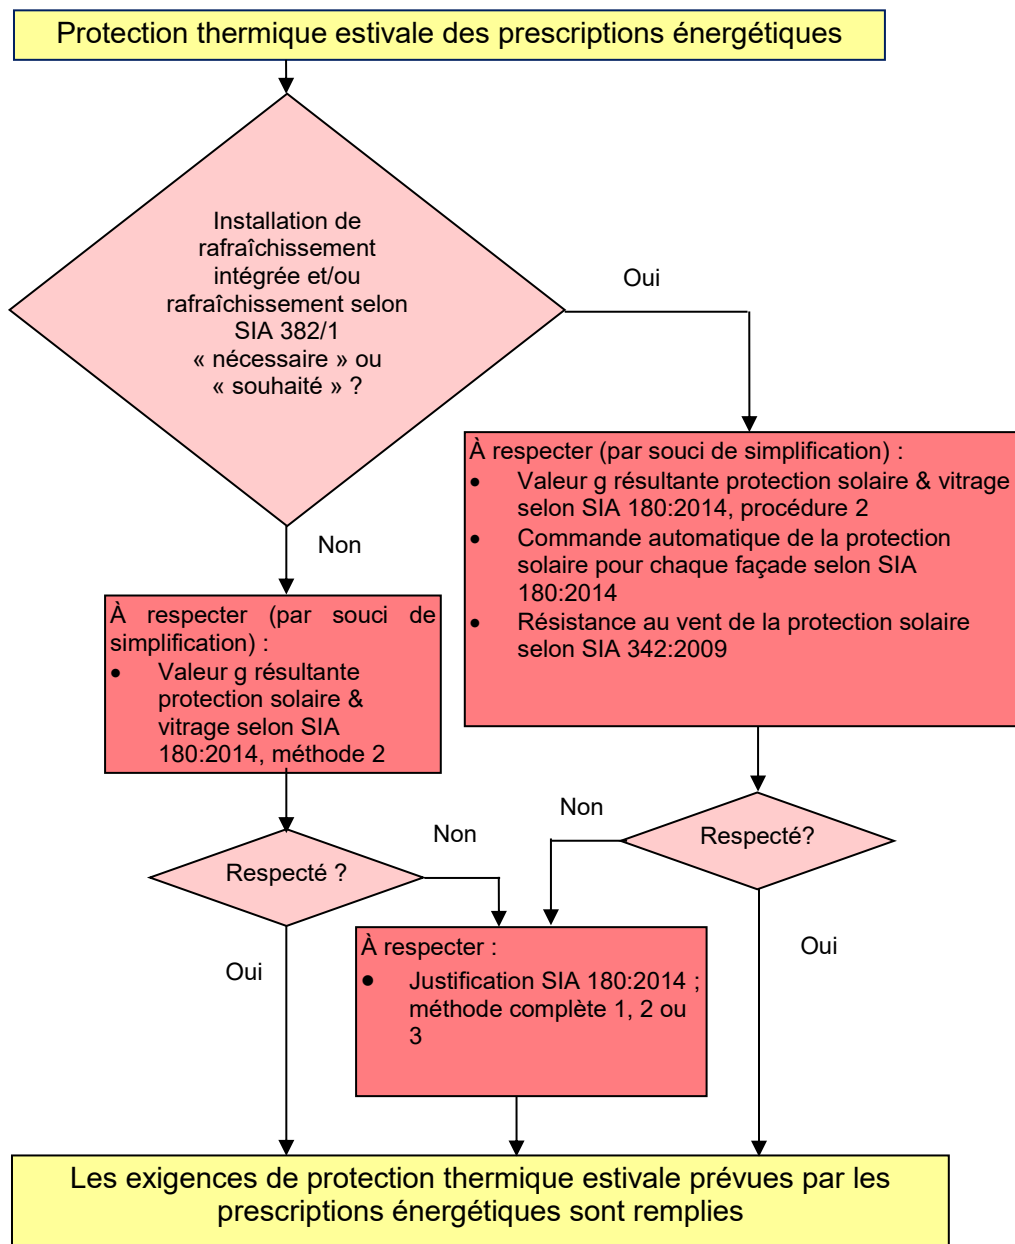 Protection thermique estivale des prescriptions énergétiques
Installation de
rafraîchissement
intégrée et/ou
rafraîchissement selon
SIA 382/1
« nécessaire » ou
« souhaité » ?
Oui
Non
À respecter (par souci de simplification) :
• Valeur g résultante protection solaire & vitrage
selon SIA 180:2014, procédure 2
• Commande automatique de la protection
solaire pour chaque façade selon SIA
180:2014
• Résistance au vent de la protection solaire
selon SIA 342:2009
À respecter (par souci de
simplification) :
• Valeur g résultante
protection solaire &
vitrage selon SIA
180:2014, méthode 2
Respecté ?
Non
Oui
Respecté?
Non
Oui
À respecter :
• Justification SIA 180:2014 ;
méthode complète 1, 2 ou
3
Les exigences de protection thermique estivale prévues par les
prescriptions énergétiques sont remplies